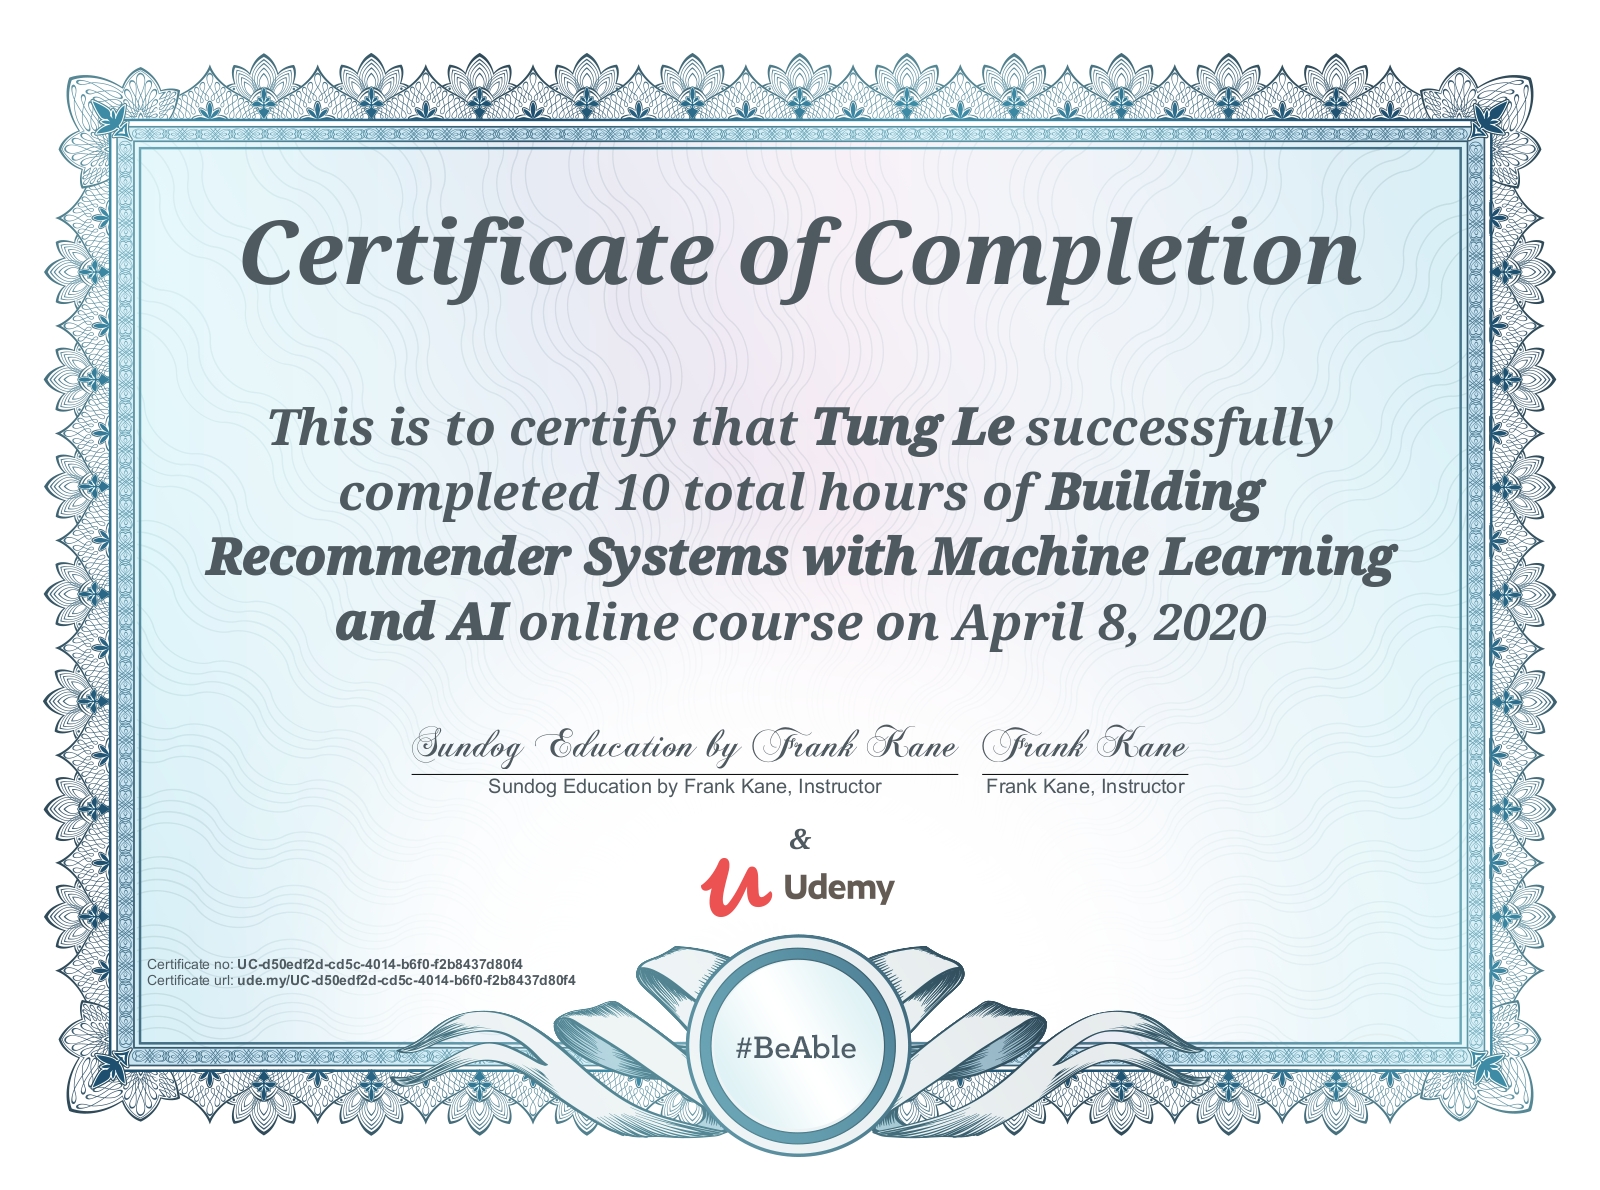 Certificate of Completion
This is to certify that Tung Le successfully
completed 10 total hours of Building
Recommender Systems with Machine Learning
and AI online course on April 8, 2020
Sundog Education by Frank Kane Frank Kane
Sundog Education by Frank Kane, Instructor Frank Kane, Instructor
&
Udemy
Certificate no: UC-d50edf2d-cd5c-4014-b6f0-f2b8437d80f4
Certificate url: ude.my/UC-d50edf2d-cd5c-4014-b6f0-f2b8437d80f4
#BeAble